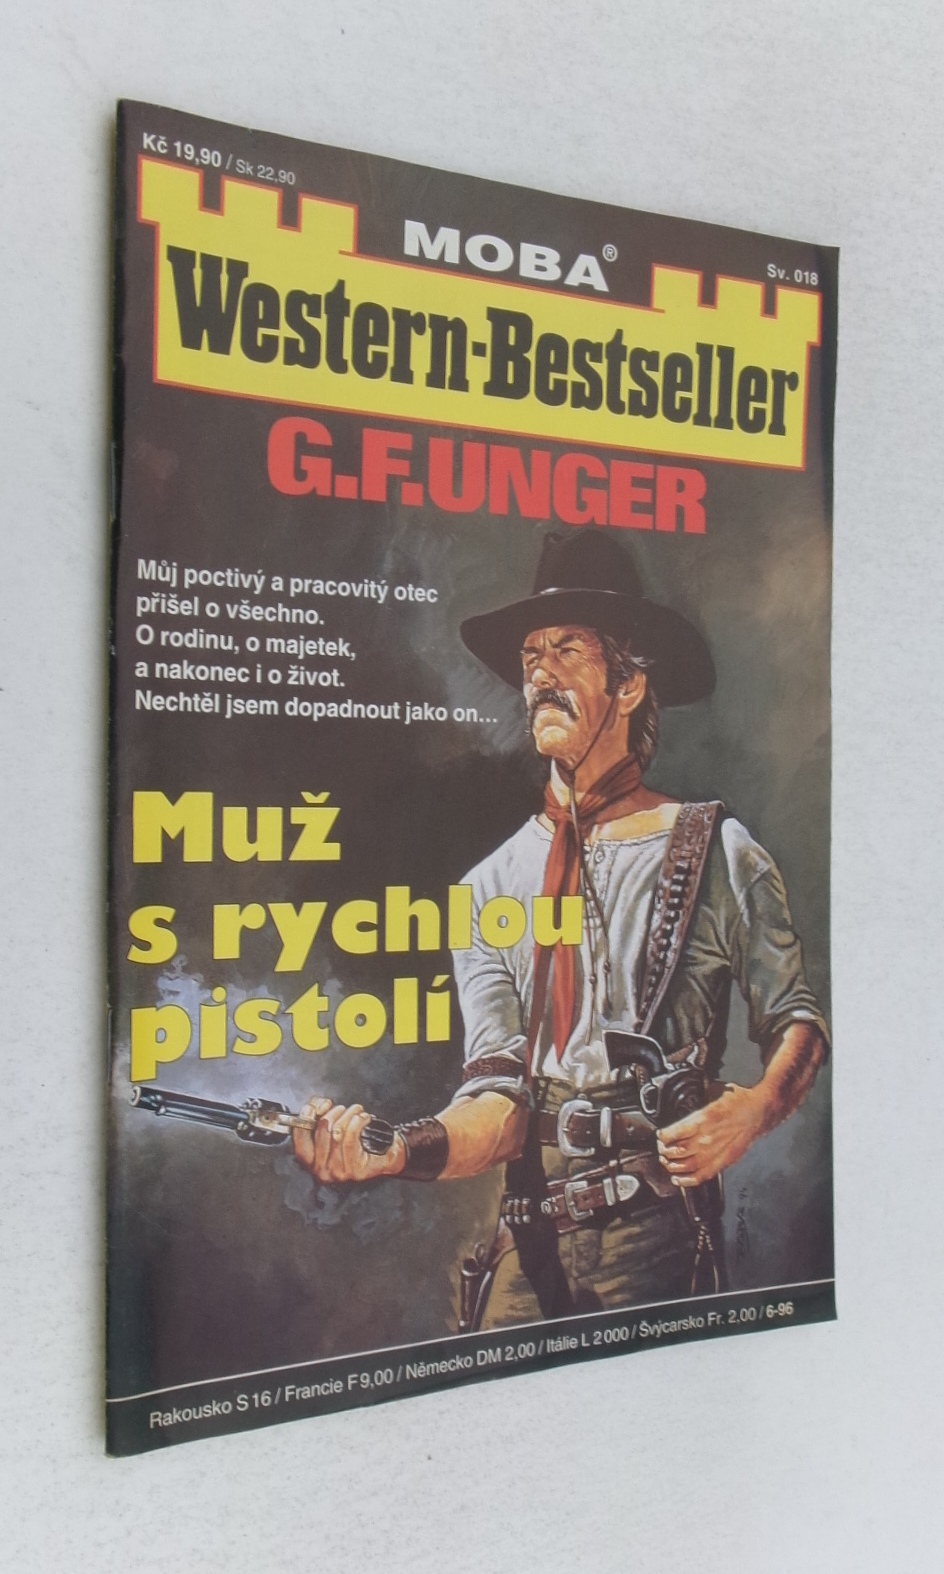 Kč 19,90 / Sk 22,90
MOBA®
Sv. 018
Western-Bestseller
G.F. UNGER
Můj poctivý a pracovitý otec
přišel o všechno.
O rodinu, o majetek,
a nakonec i o život.
Nechtěl jsem dopadnout jako on...
Muž
s rychlou
pistolí
Rakousko S 16 / Francie F 9,00 / Německo DM 2,00 / Itálie L 2 000 / Švýcarsko Fr. 2,00 / 6-96